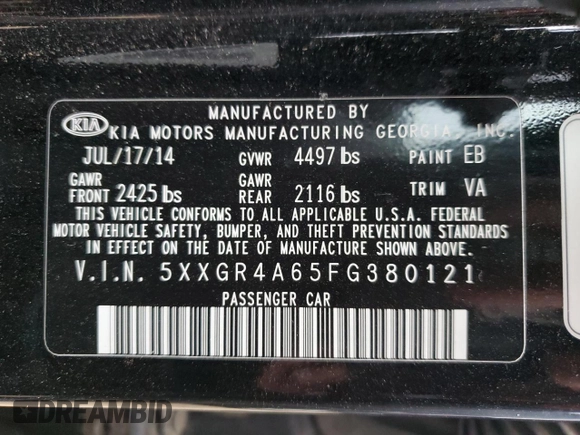 MANUFACTURED BY
KIA KIA MOTORS MANUFACTURING GEORGIA, INC.
JUL/17/14 GVWR 4497 lbs PAINT EB
GAWR FRONT 2425 lbs GAWR REAR 2116 lbs TRIM VA
THIS VEHICLE CONFORMS TO ALL APPLICABLE U.S.A. FEDERAL
MOTOR VEHICLE SAFETY, BUMPER, AND THEFT PREVENTION STANDARDS
IN EFFECT ON THE DATE OF MANUFACTURE SHOWN ABOVE.
V.I.N. 5XXGR4A65FG380121
PASSENGER CAR
DREAMBID